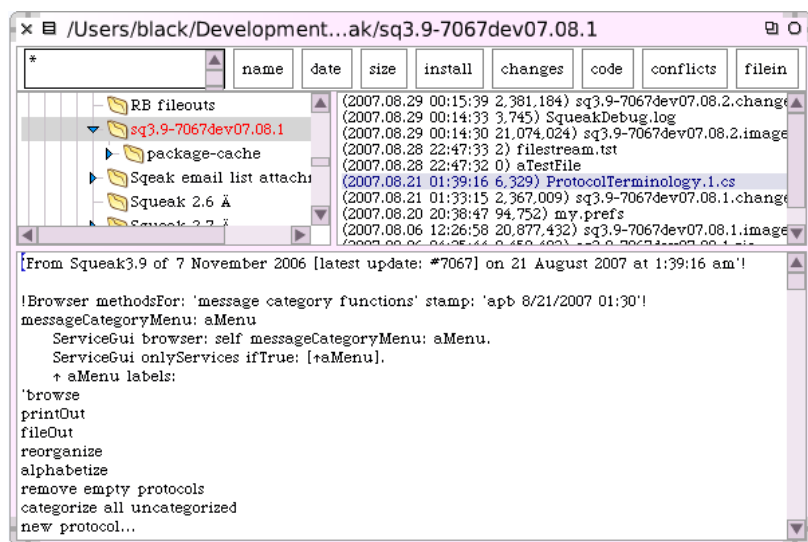 /Users/black/Development...ak/sq3.9-7067dev07.08.1
*
name date size install changes code conflicts filein
RB fileouts
sq3.9-7067dev07.08.1
package-cache
Sqeak email list attachı
Squeak 2.6 Ä
Squeak 2.7 Ä
(2007.08.29 00:15:39 2,381,184) sq3.9-7067dev07.08.2.change
(2007.08.29 00:14:33 3,745) SqueakDebug.log
(2007.08.29 00:14:30 21,074,024) sq3.9-7067dev07.08.2.image
(2007.08.28 22:47:33 2) filestream.tst
(2007.08.28 22:47:32 0) aTestFile
(2007.08.21 01:39:16 6,329) ProtocolTerminology.1.cs
(2007.08.21 01:33:15 2,367,009) sq3.9-7067dev07.08.1.change
(2007.08.20 20:38:47 94,752) my.prefs
(2007.08.06 12:26:58 20,877,432) sq3.9-7067dev07.08.1.image
'From Squeak3.9 of 7 November 2006 [latest update: #7067] on 21 August 2007 at 1:39:16 am'!
!Browser methodsFor: 'message category functions' stamp: 'apb 8/21/2007 01:30'!
messageCategoryMenu: aMenu
ServiceGui browser: self messageCategoryMenu: aMenu.
ServiceGui onlyServices ifTrue: [↑aMenu].
↑ aMenu labels:
'browse
printOut
fileOut
reorganize
alphabetize
remove empty protocols
categorize all uncategorized
new protocol...